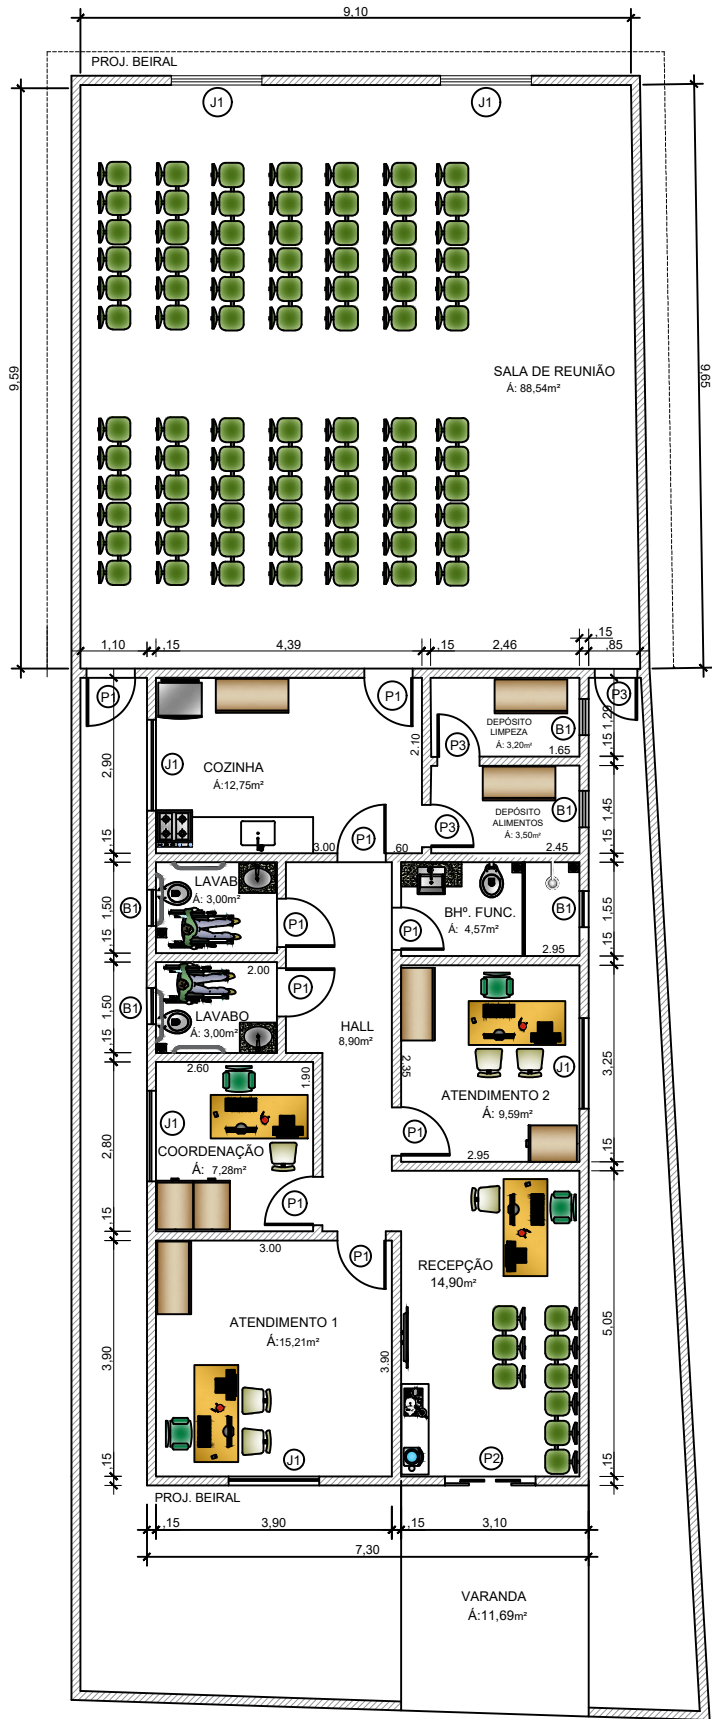 9,10
PROJ. BEIRAL
J1
J1
9,59
9,65
SALA DE REUNIÃO
Á: 88,54m²
1,10
,15
4,39
,15
2,46
,15
,85
P1
P1
P3
DEPÓSITO
LIMPEZA
Á: 3,20m²
B1
1,20
,15
2.10
P3
1.65
2,90
J1
COZINHA
Á:12,75m²
DEPÓSITO
ALIMENTOS
Á: 3,50m²
B1
1,45
P3
P1
,15
3.00
.60
2.45
,15
LAVAB
Á: 3,00m²
BHº. FUNC.
Á: 4,57m²
1,50
B1
B1
1,55
P1
P1
,15
2.95
,15
2.00
P1
1,50
B1
LAVABO
Á: 3,00m²
HALL
8,90m²
,15
2.60
1.90
2.35
J1
3,25
ATENDIMENTO 2
Á: 9,59m²
J1
P1
COORDENAÇÃO
Á: 7,28m²
2,80
2.95
,15
P1
,15
3.00
P1
RECEPÇÃO
14,90m²
ATENDIMENTO 1
Á:15,21m²
5,05
3,90
3.90
J1
P2
,15
,15
PROJ. BEIRAL
,15
3,90
,15
3,10
7,30
VARANDA
Á:11,69m²